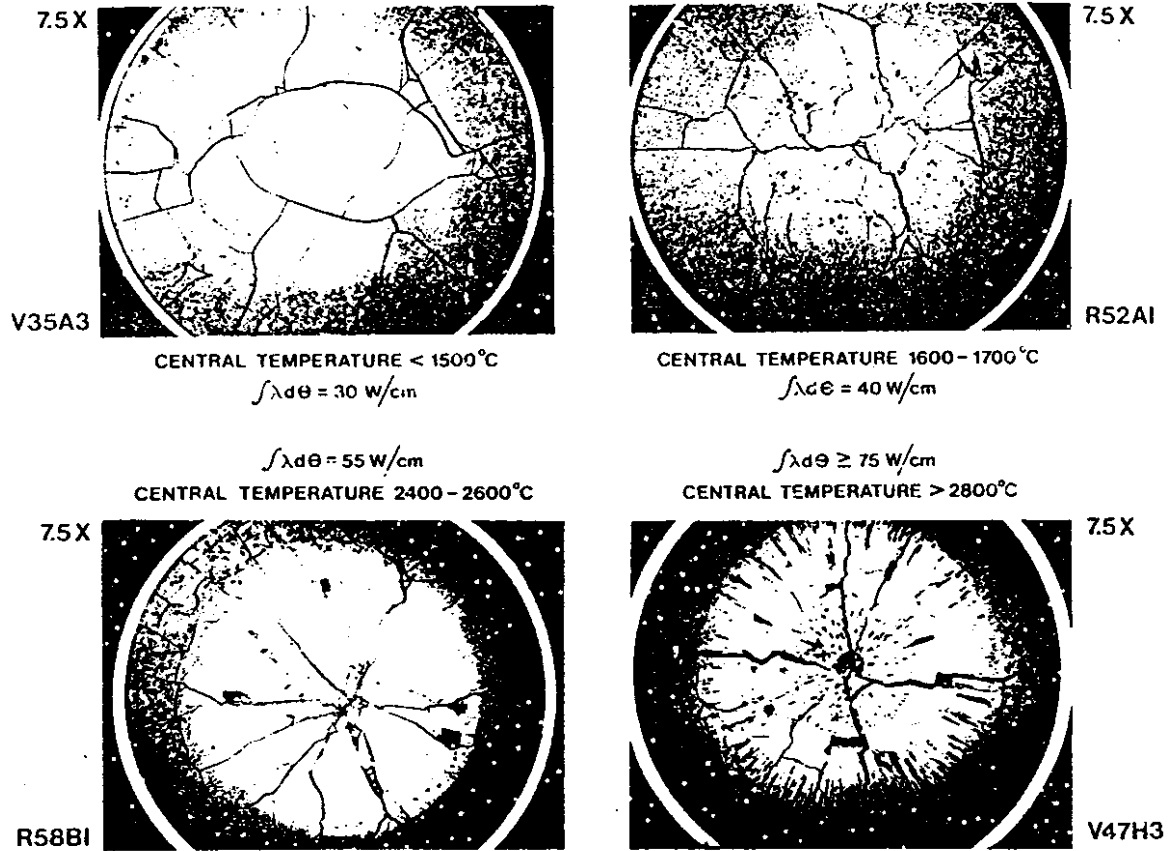 7.5 X
7.5 X
V35A3
R52AI
CENTRAL TEMPERATURE < 1500°C
∫λdθ = 30 W/cm
CENTRAL TEMPERATURE 1600-1700°C
∫λdθ = 40 W/cm
∫λdθ = 55 W/cm
CENTRAL TEMPERATURE 2400-2600°C
∫λdθ ≥ 75 W/cm
CENTRAL TEMPERATURE > 2800°C
7.5 X
7.5 X
R58BI
V47H3